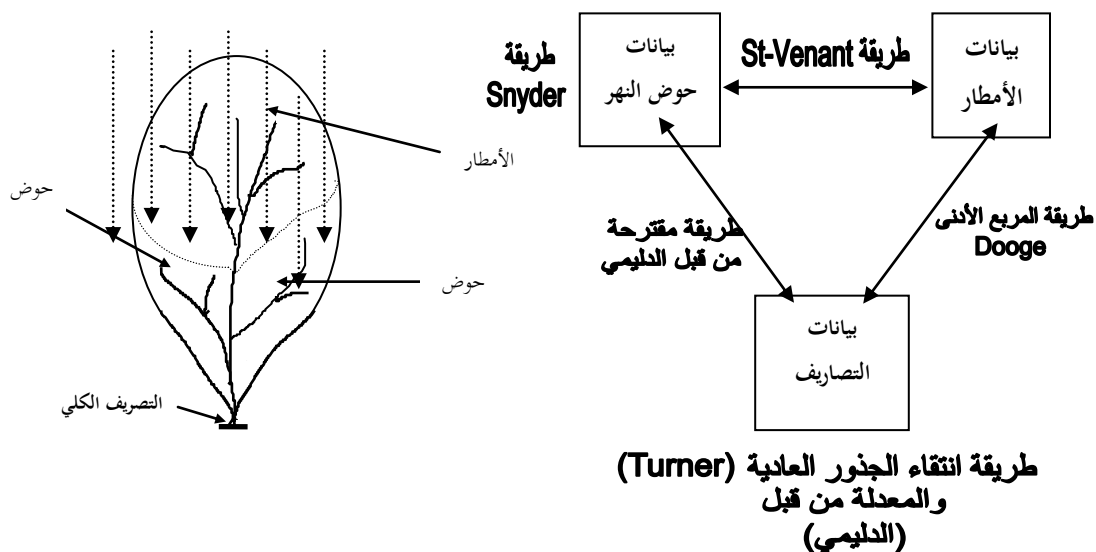 الأمطار
حوض
حوض
التصريف الكلي
طريقة
Snyder
بيانات
حوض النهر
طريقة St-Venant
بيانات
الأمطار
طريقة مقترحة
من قبل الدليمي
طريقة المربع الأدنى
Dooge
بيانات
التصاريف
طريقة انتقاء الجذور العادية (Turner)
والمعدلة من قبل
(الدليمي)